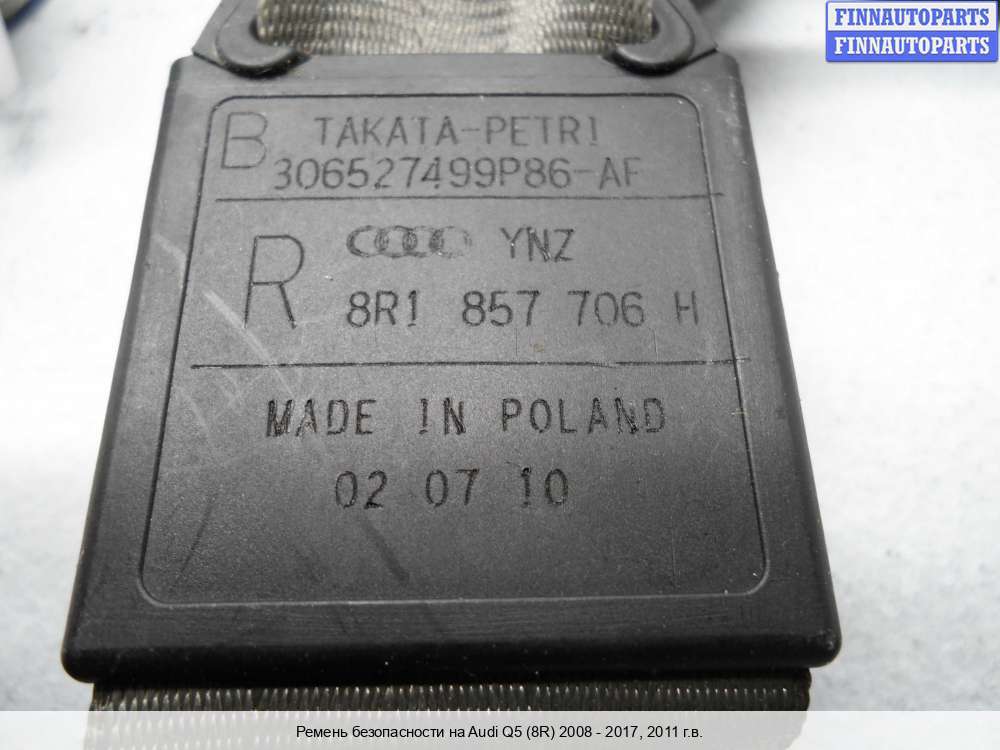 FINNAUTOPARTS
FINNAUTOPARTS
B TAKATA-PETRI
306527499P86-AF
R YNZ
8R1 857 706 H
MADE IN POLAND
02 07 10
Ремень безопасности на Audi Q5 (8R) 2008 - 2017, 2011 г.в.